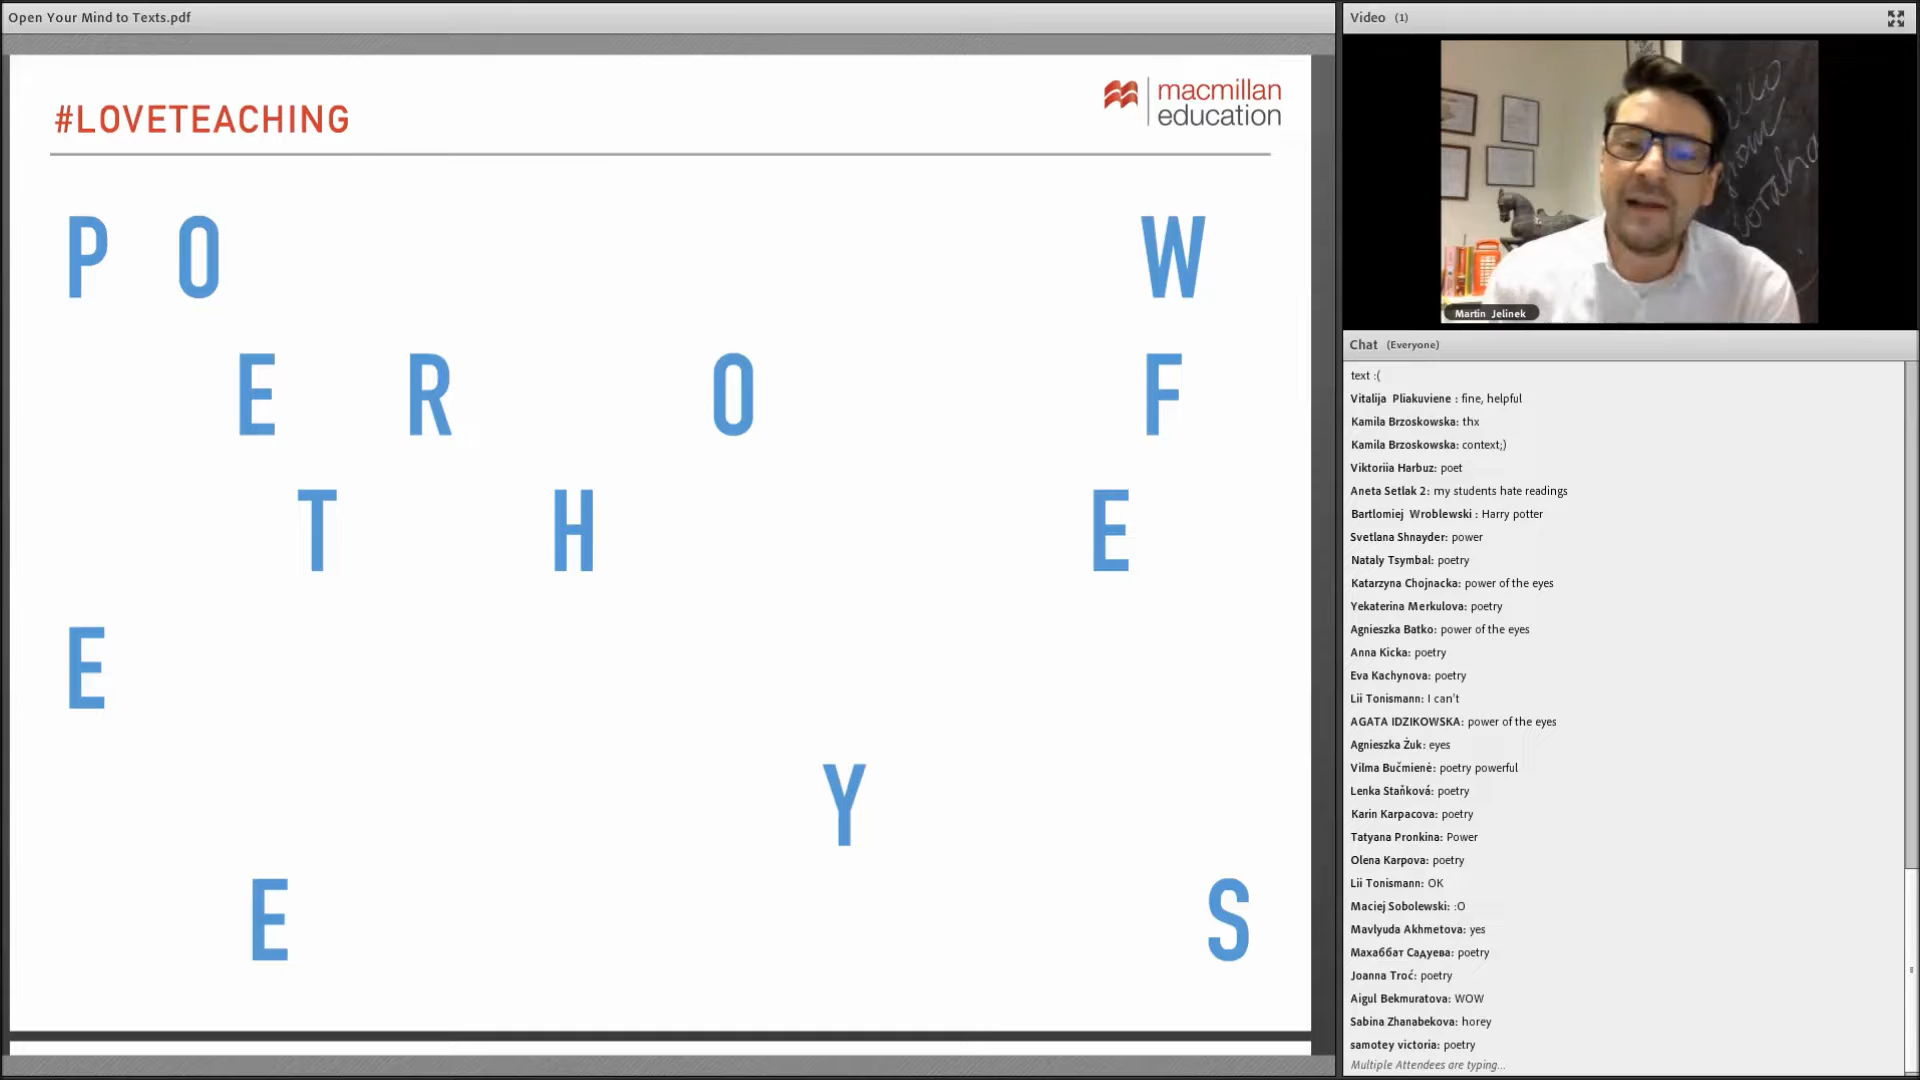 Open Your Mind to Texts.pdf
#LOVETEACHING
macmillan
education
P O W
E R O F
T H E
E
Y
E S
Video (1)
Martin Jelinek
Chat (Everyone)
text :(
Vitalija Pliakuviene : fine, helpful
Kamila Brzoskowska: thx
Kamila Brzoskowska: context;)
Viktoriia Harbuz: poet
Aneta Setlak 2: my students hate readings
Bartlomiej Wroblewski : Harry potter
Svetlana Shnayder: power
Nataly Tsymbal: poetry
Katarzyna Chojnacka: power of the eyes
Yekaterina Merkulova: poetry
Agnieszka Batko: power of the eyes
Anna Kicka: poetry
Eva Kachynova: poetry
Lii Tonismann: I can't
AGATA IDZIKOWSKA: power of the eyes
Agnieszka Żuk: eyes
Vilma Bučmienė: poetry powerful
Lenka Staňková: poetry
Karin Karpacova: poetry
Tatyana Pronkina: Power
Olena Karpova: poetry
Lii Tonismann: OK
Maciej Sobolewski: :O
Mavlyuda Akhmetova: yes
Махаббат Садуева: poetry
Joanna Troć: poetry
Aigul Bekmuratova: WOW
Sabina Zhanabekova: horey
samotey victoria: poetry
Multiple Attendees are typing...